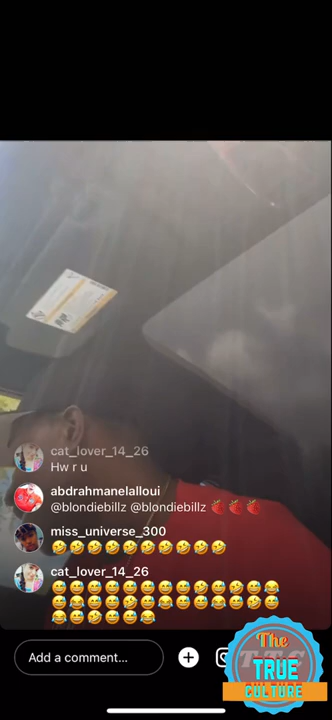 cat_lover_14_26
Hw r u
abdrahmanelalloui
@blondiebillz @blondiebillz 🍓🍓🍓
miss_universe_300
🤣🤣🤣🤣🤣🤣🤣🤣🤣🤣
cat_lover_14_26
Add a comment...
The
TRUE
CULTURE